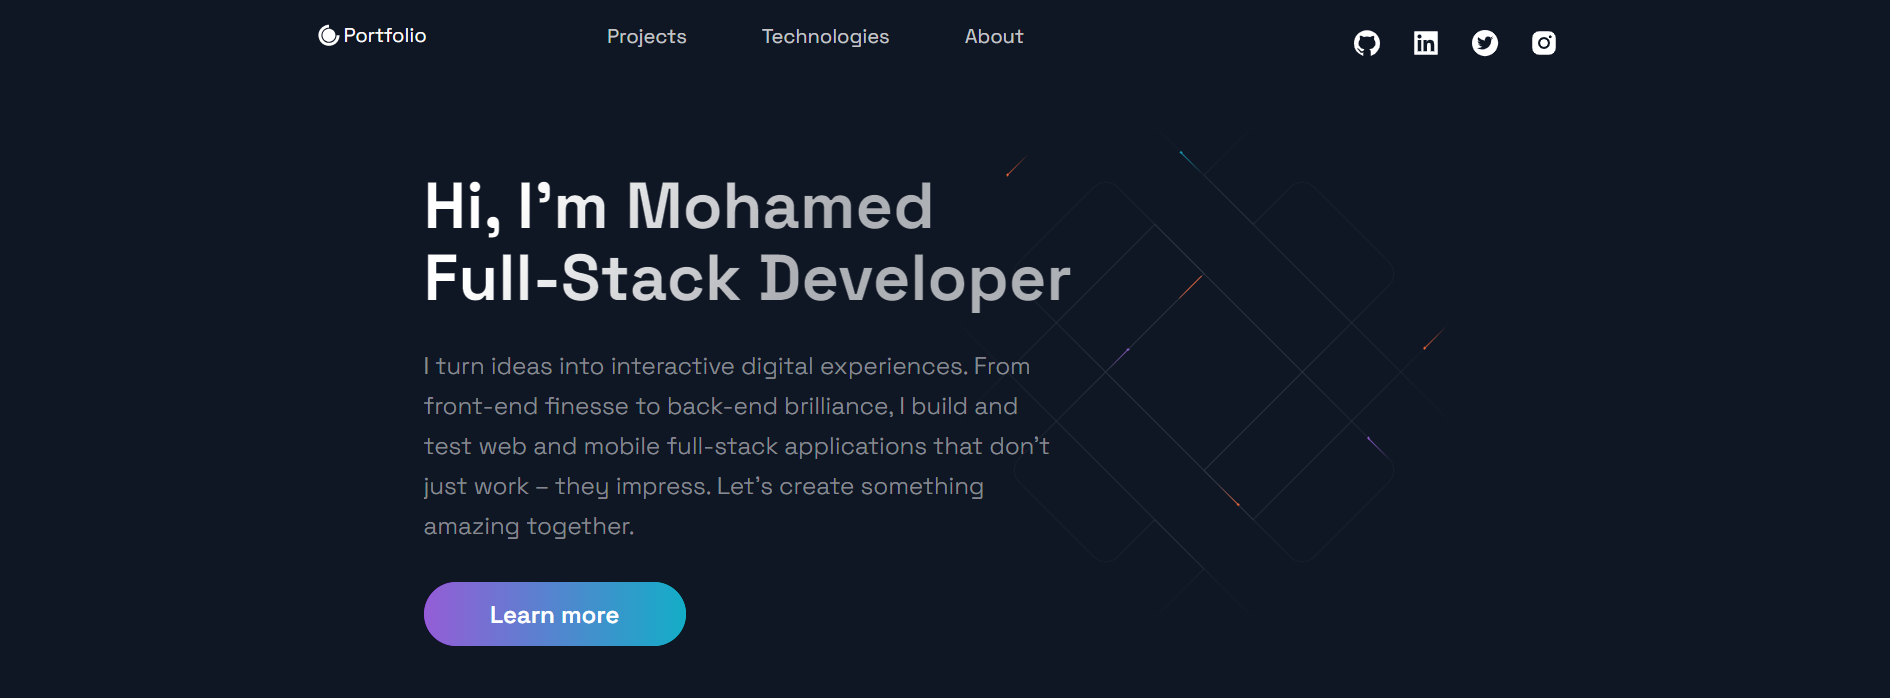 Portfolio
Projects
Technologies
About
Hi, I'm Mohamed
Full-Stack Developer
I turn ideas into interactive digital experiences. From
front-end finesse to back-end brilliance, I build and
test web and mobile full-stack applications that don't
just work – they impress. Let's create something
amazing together.
Learn more